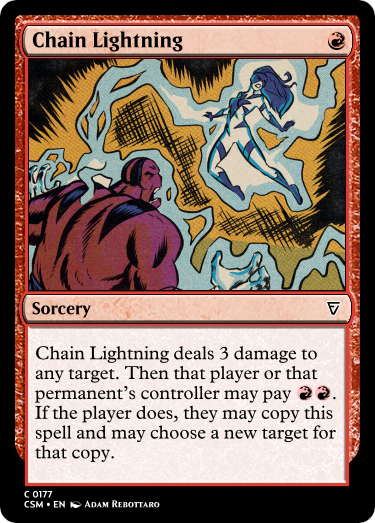 Chain Lightning
Sorcery
Chain Lightning deals 3 damage to
any target. Then that player or that
permanent's controller may pay.
If the player does, they may copy this
spell and may choose a new target for
that copy.
C 0177
CSM • EN Adam Rebottaro